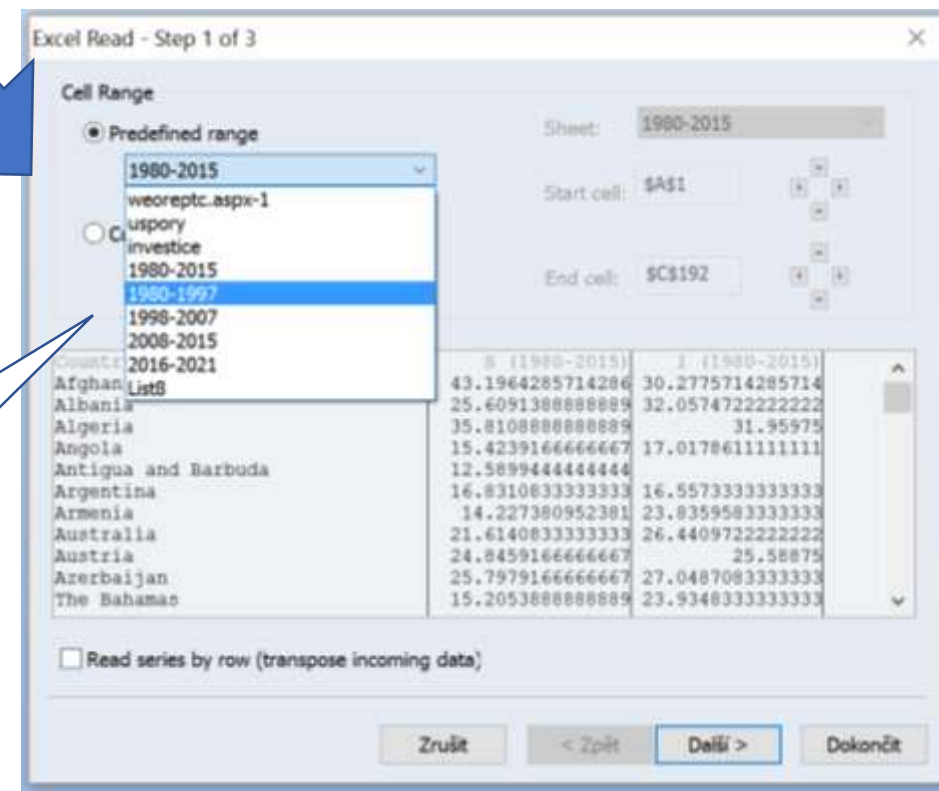 Excel Read - Step 1 of 3
Cell Range
Predefined range
Sheet: 1980-2015
1980-2015
Start cell: $A$1
weoreptc.aspx-1
uspory
investice
1980-2015
End cell: $C$192
1980-1997
1998-2007
2008-2015
2016-2021
List8
S (1980-2015) I (1980-2015)
Afghan 43.1964285714286 30.2775714285714
Albania 25.6091388888889 32.0574722222222
Algeria 35.8108888888889 31.95975
Angola 15.4239166666667 17.0178611111111
Antigua and Barbuda 12.5899444444444
Argentina 16.8310833333333 16.5573333333333
Armenia 14.227380952381 23.8359583333333
Australia 21.6140833333333 26.4409722222222
Austria 24.8459166666667 25.58875
Azerbaijan 25.7979166666667 27.0487083333333
The Bahamas 15.2053888888889 23.9348333333333
Read series by row (transpose incoming data)
Zrušit < Zpět Další > Dokončit